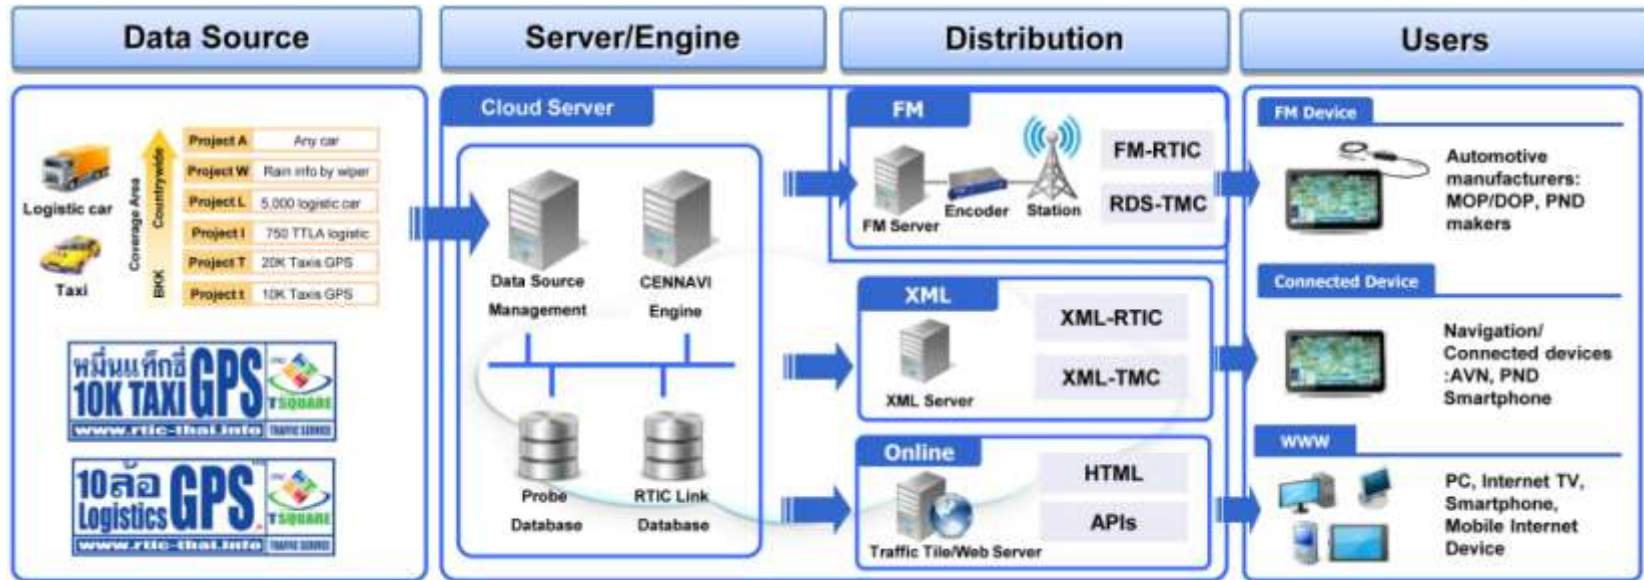 Data Source
Server/Engine
Distribution
Users
Logistic car
Taxi
Coverage Area
Countrywide
BKK
Project A Any car
Project W Rain info by wiper
Project L 5,000 logistic car
Project I 750 TTLA logistic
Project T 20K Taxis GPS
Project t 10K Taxis GPS
หมื่นแท็กซี่
10K TAXI GPS
TSQUARE
www.rtic-thai.info TRAFFIC SERVICE
10ล้อ
Logistics GPS
TSQUARE
www.rtic-thai.info TRAFFIC SERVICE
Cloud Server
Data Source
Management
CENNAVI
Engine
Probe
Database
RTIC Link
Database
FM
FM Server
Encoder
Station
FM-RTIC
RDS-TMC
XML
XML Server
XML-RTIC
XML-TMC
Online
Traffic Tile/Web Server
HTML
APIs
FM Device
Automotive
manufacturers:
MOP/DOP, PND
makers
Connected Device
Navigation/
Connected devices
:AVN, PND
Smartphone
WWW
PC, Internet TV,
Smartphone,
Mobile Internet
Device